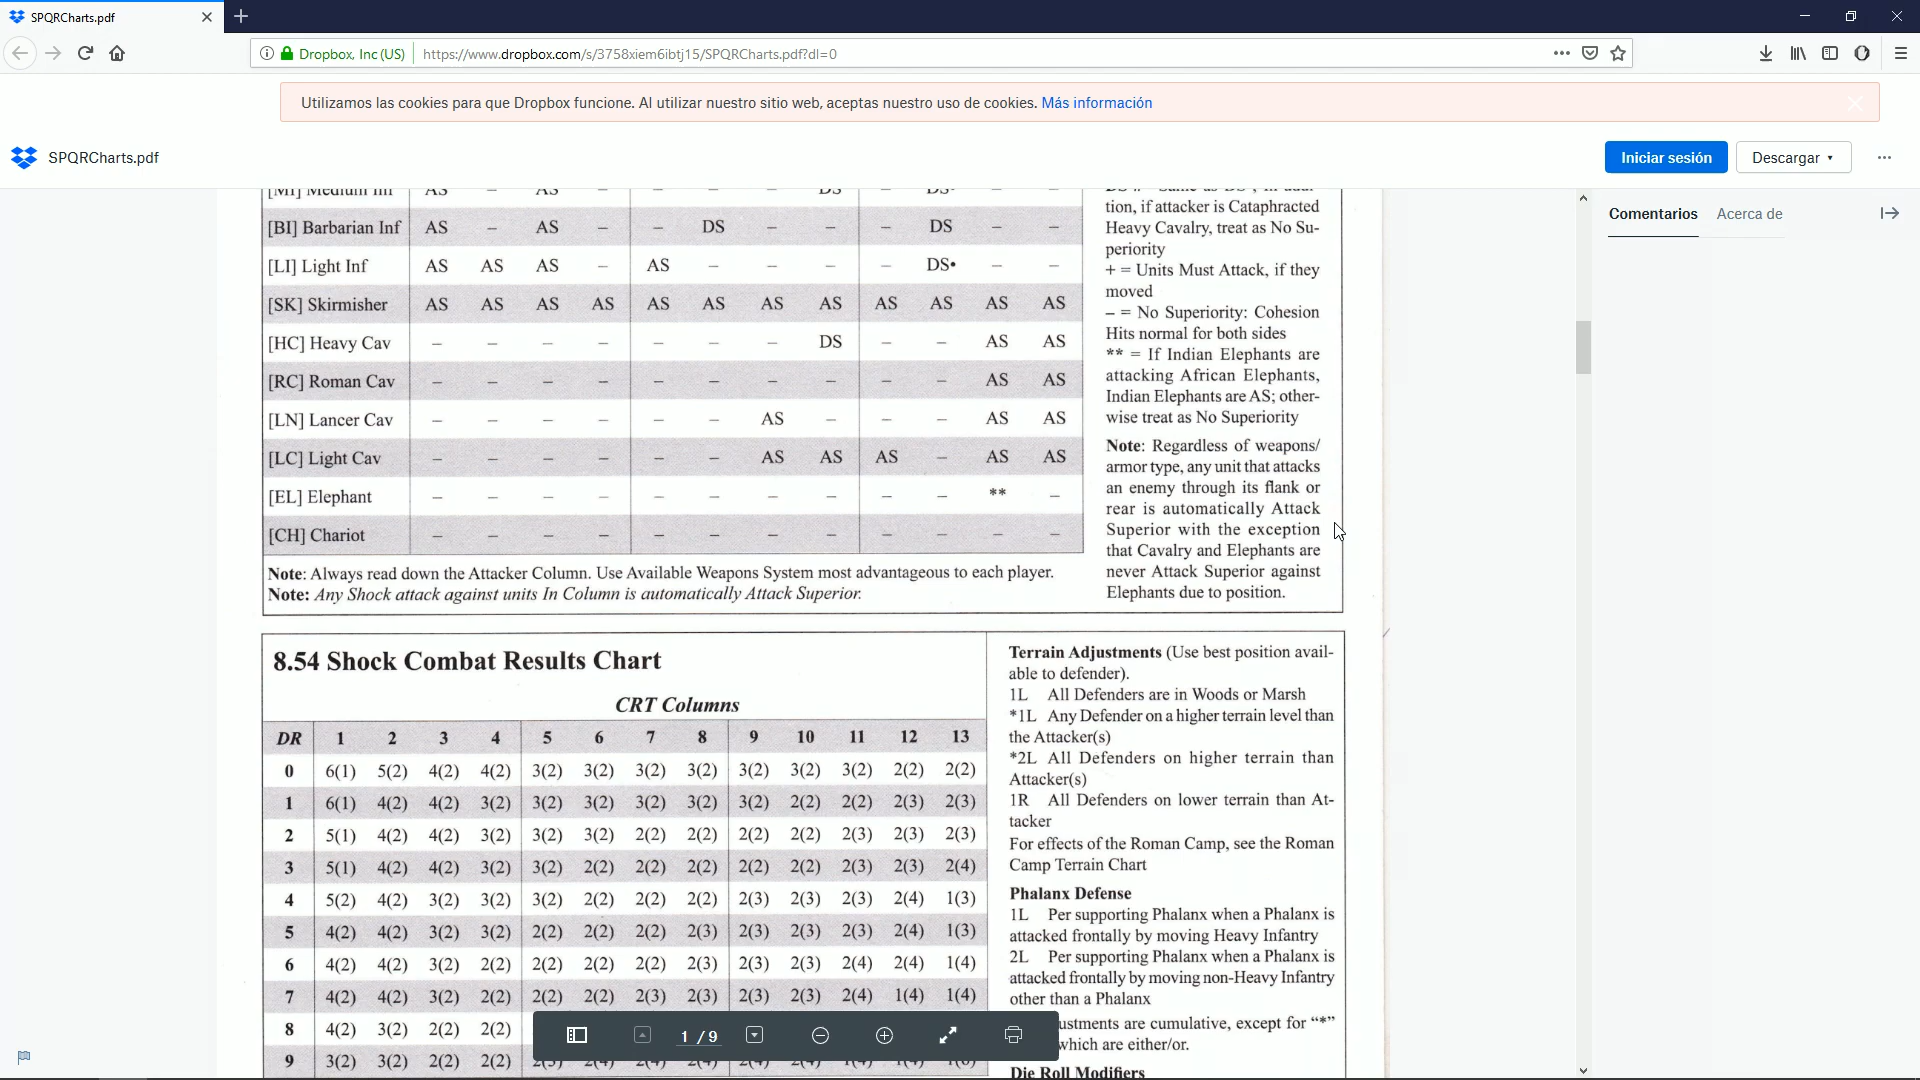 SPQRCharts.pdf
Dropbox, Inc (US) https://www.dropbox.com/s/3758xiem6ibtj15/SPQRCharts.pdf?dl=0
Utilizamos las cookies para que Dropbox funcione. Al utilizar nuestro sitio web, aceptas nuestro uso de cookies. Más información
SPQRCharts.pdf
Iniciar sesión Descargar
Comentarios Acerca de
[MI] Medium Inf AS – AS – – – – DS – DS• – –
[BI] Barbarian Inf AS – AS – – DS – – – DS – –
[LI] Light Inf AS AS AS – AS – – – – DS• – –
[SK] Skirmisher AS AS AS AS AS AS AS AS AS AS AS AS
[HC] Heavy Cav – – – – – – – DS – – AS AS
[RC] Roman Cav – – – – – – – – – – AS AS
[LN] Lancer Cav – – – – – – AS – – – AS AS
[LC] Light Cav – – – – – – AS AS AS – AS AS
[EL] Elephant – – – – – – – – – – ** –
[CH] Chariot – – – – – – – – – – – –
Note: Always read down the Attacker Column. Use Available Weapons System most advantageous to each player.
Note: Any Shock attack against units In Column is automatically Attack Superior.
tion, if attacker is Cataphracted
Heavy Cavalry, treat as No Su-
periority
+ = Units Must Attack, if they
moved
– = No Superiority: Cohesion
Hits normal for both sides
** = If Indian Elephants are
attacking African Elephants,
Indian Elephants are AS; other-
wise treat as No Superiority
Note: Regardless of weapons/
armor type, any unit that attacks
an enemy through its flank or
rear is automatically Attack
Superior with the exception
that Cavalry and Elephants are
never Attack Superior against
Elephants due to position.
8.54 Shock Combat Results Chart
CRT Columns
DR 1 2 3 4 5 6 7 8 9 10 11 12 13
0 6(1) 5(2) 4(2) 4(2) 3(2) 3(2) 3(2) 3(2) 3(2) 3(2) 3(2) 2(2) 2(2)
1 6(1) 4(2) 4(2) 3(2) 3(2) 3(2) 3(2) 3(2) 3(2) 2(2) 2(2) 2(3) 2(3)
2 5(1) 4(2) 4(2) 3(2) 3(2) 3(2) 2(2) 2(2) 2(2) 2(2) 2(3) 2(3) 2(3)
3 5(1) 4(2) 4(2) 3(2) 3(2) 2(2) 2(2) 2(2) 2(2) 2(2) 2(3) 2(3) 2(4)
4 5(2) 4(2) 3(2) 3(2) 3(2) 2(2) 2(2) 2(2) 2(3) 2(3) 2(3) 2(4) 1(3)
5 4(2) 4(2) 3(2) 3(2) 2(2) 2(2) 2(2) 2(3) 2(3) 2(3) 2(3) 2(4) 1(3)
6 4(2) 4(2) 3(2) 2(2) 2(2) 2(2) 2(2) 2(3) 2(3) 2(3) 2(4) 2(4) 1(4)
7 4(2) 4(2) 3(2) 2(2) 2(2) 2(2) 2(3) 2(3) 2(3) 2(3) 2(4) 1(4) 1(4)
8 4(2) 3(2) 2(2) 2(2)
9 3(2) 3(2) 2(2) 2(2)
Terrain Adjustments (Use best position avail-
able to defender).
1L All Defenders are in Woods or Marsh
*1L Any Defender on a higher terrain level than
the Attacker(s)
*2L All Defenders on higher terrain than
Attacker(s)
1R All Defenders on lower terrain than At-
tacker
For effects of the Roman Camp, see the Roman
Camp Terrain Chart
Phalanx Defense
1L Per supporting Phalanx when a Phalanx is
attacked frontally by moving Heavy Infantry
2L Per supporting Phalanx when a Phalanx is
attacked frontally by moving non-Heavy Infantry
other than a Phalanx
ustments are cumulative, except for “*”
which are either/or.
Die Roll Modifiers
1 / 9